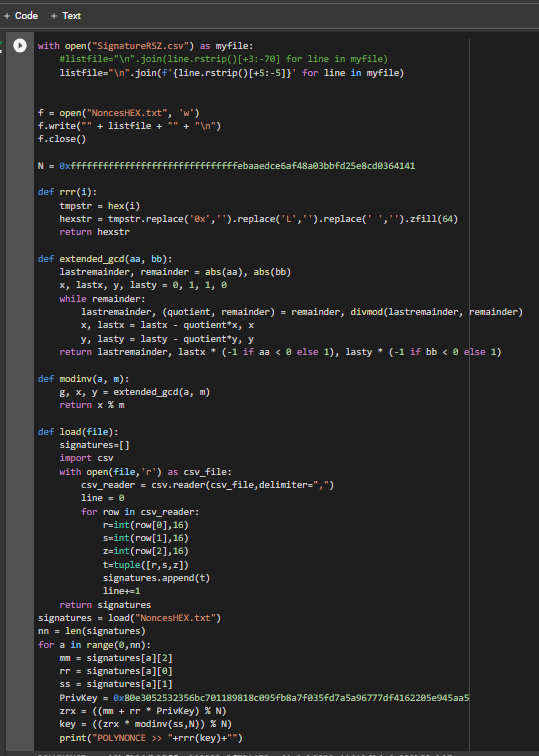 + Code + Text
with open("SignatureRSZ.csv") as myfile:
    #listfile="\n".join(line.rstrip()[+3:-70] for line in myfile)
    listfile="\n".join(f'{line.rstrip()[+5:-5]}' for line in myfile)
f = open("NoncesHEX.txt", 'w')
f.write("" + listfile + "" + "\n")
f.close()
N = 0xfffffffffffffffffffffffffffffffebaaedce6af48a03bbfd25e8cd0364141
def rrr(i):
    tmpstr = hex(i)
    hexstr = tmpstr.replace('0x','').replace('L','').replace(' ','').zfill(64)
    return hexstr
def extended_gcd(aa, bb):
    lastremainder, remainder = abs(aa), abs(bb)
    x, lastx, y, lasty = 0, 1, 1, 0
    while remainder:
        lastremainder, (quotient, remainder) = remainder, divmod(lastremainder, remainder)
        x, lastx = lastx - quotient*x, x
        y, lasty = lasty - quotient*y, y
    return lastremainder, lastx * (-1 if aa < 0 else 1), lasty * (-1 if bb < 0 else 1)
def modinv(a, m):
    g, x, y = extended_gcd(a, m)
    return x % m
def load(file):
    signatures=[]
    import csv
    with open(file,'r') as csv_file:
        csv_reader = csv.reader(csv_file,delimiter=",")
        line = 0
        for row in csv_reader:
            r=int(row[0],16)
            s=int(row[1],16)
            z=int(row[2],16)
            t=tuple([r,s,z])
            signatures.append(t)
            line+=1
    return signatures
signatures = load("NoncesHEX.txt")
nn = len(signatures)
for a in range(0,nn):
    mm = signatures[a][2]
    rr = signatures[a][0]
    ss = signatures[a][1]
    PrivKey = 0x80e3052532356bc701189818c095fb8a7f035fd7a5a96777df4162205e945aa5
    zrx = ((mm + rr * PrivKey) % N)
    key = ((zrx * modinv(ss,N)) % N)
    print("POLYNONCE >> "+rrr(key)+"")